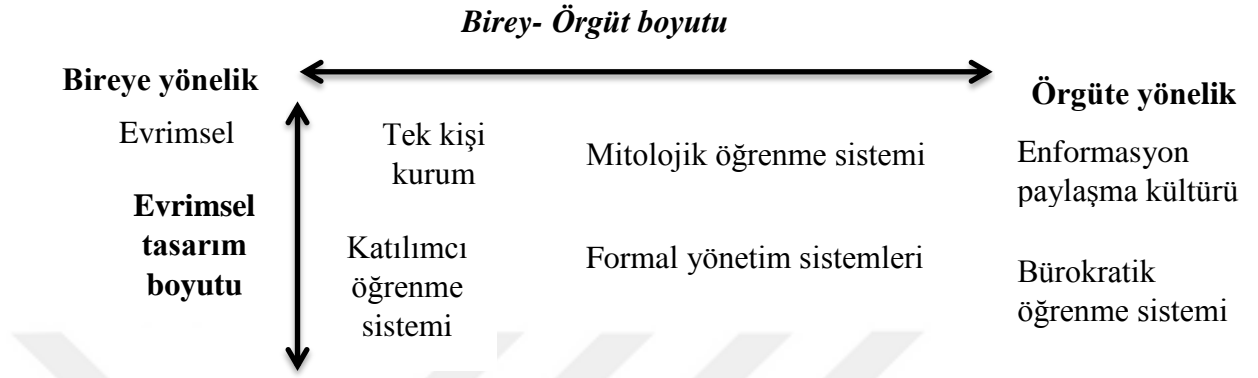 Birey- Örgüt boyutu
Bireye yönelik
Örgüte yönelik
Evrimsel
Tek kişi
kurum
Mitolojik öğrenme sistemi
Enformasyon
paylaşma kültürü
Evrimsel
tasarım
boyutu
Katılımcı
öğrenme
sistemi
Formal yönetim sistemleri
Bürokratik
öğrenme sistemi